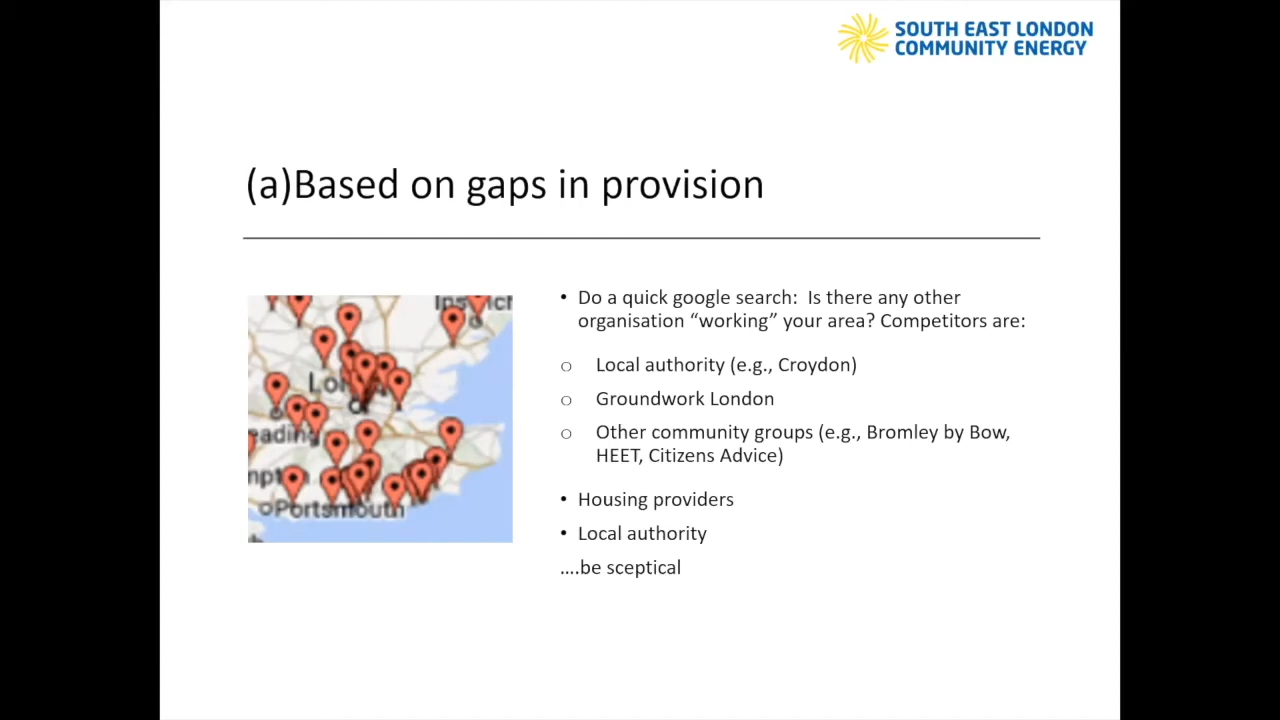 SOUTH EAST LONDON
COMMUNITY ENERGY
(a)Based on gaps in provision
• Do a quick google search:  Is there any other
organisation “working” your area? Competitors are:
o Local authority (e.g., Croydon)
o Groundwork London
o Other community groups (e.g., Bromley by Bow,
HEET, Citizens Advice)
• Housing providers
• Local authority
....be sceptical
Portsmouth